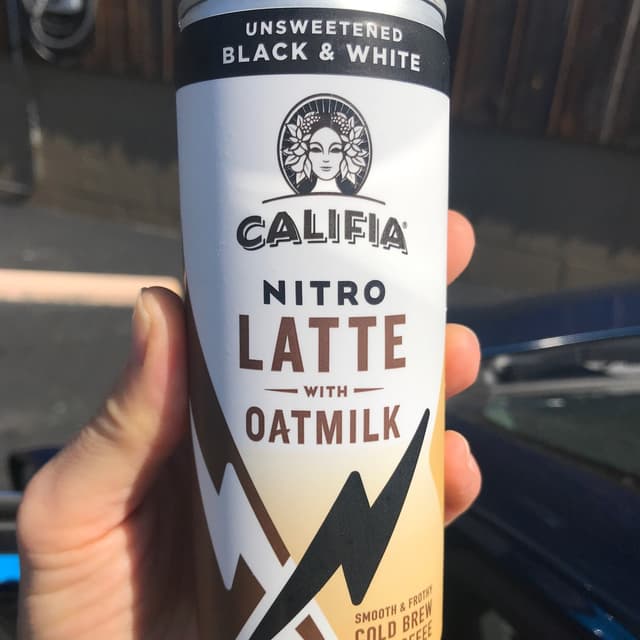 UNSWEETENED
BLACK & WHITE
CALIFIA
NITRO
LATTE
WITH
OATMILK
SMOOTH & FROTHY
COLD BREW